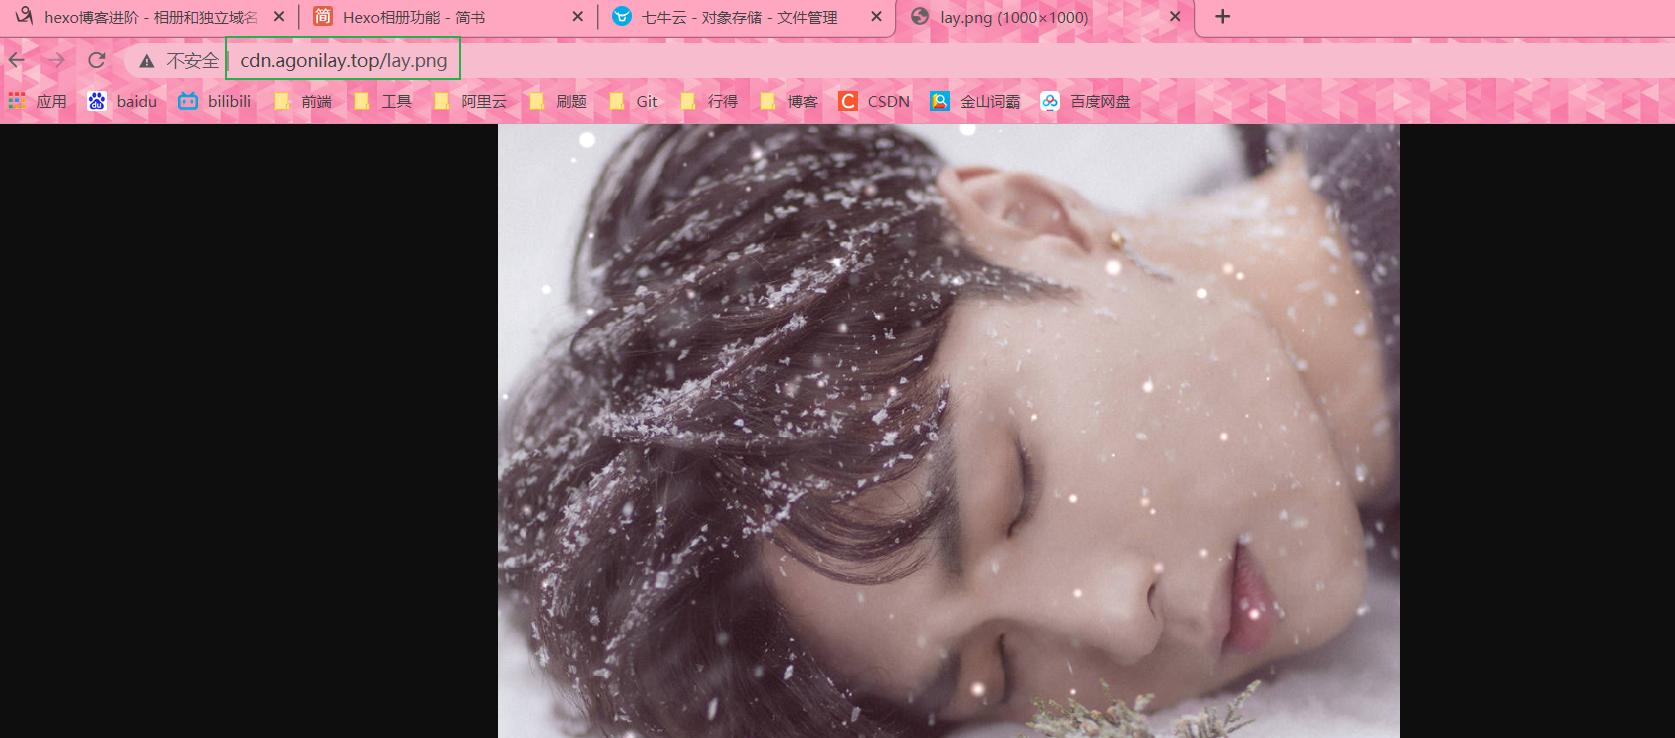 hexo博客进阶 - 相册和独立域名
Hexo相册功能 - 简书
七牛云 - 对象存储 - 文件管理
lay.png (1000×1000)
不安全 | cdn.agonilay.top/lay.png
应用 baidu bilibili 前端 工具 阿里云 刷题 Git 行得 博客 CSDN 金山词霸 百度网盘